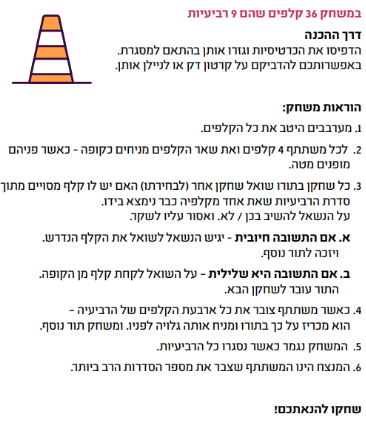 במשחק 36 קלפים שהם 9 רביעיות
דרך ההכנה
הדפיסו את הכרטיסיות וגזרו אותן בהתאם למסגרת.
באפשרותכם להדביקם על קרטון דק או לניילן אותן.
הוראות משחק:
1. מערבבים היטב את כל הקלפים.
2. לכל משתתף 4 קלפים ואת שאר הקלפים מניחים כקופה - כאשר פניהם
מופנים מטה.
3. כל שחקן בתורו שואל שחקן אחר (לבחירתו) האם יש לו קלף מסויים מתוך
סדרת הרביעיות שאת אחד מקלפיה כבר נימצא בידו.
על הנשאל להשיב בכן / לא. ואסור עליו לשקר.
א. אם התשובה חיובית - יגיש הנשאל לשואל את הקלף הנדרש.
ויזכה לתור נוסף.
ב. אם התשובה היא שלילית - על השואל לקחת קלף מן הקופה.
התור עובר לשחקן הבא.
4. כאשר משתתף צובר את כל ארבעת הקלפים של הרביעיה -
הוא מכריז על כך בתורו ומניח אותה גלויה לפניו. ומשחק תור נוסף.
5. המשחק נגמר כאשר נסגרו כל הרביעיות.
6. המנצח הינו המשתתף שצבר את מספר הסדרות הרב ביותר.
שחקו להנאתכם!